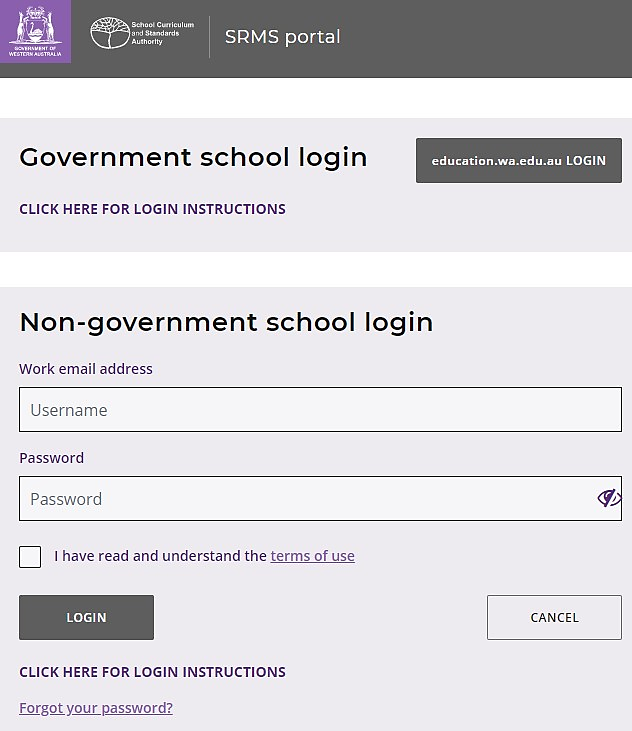 GOVERNMENT OF
WESTERN AUSTRALIA
School Curriculum
and Standards
Authority
SRMS portal
Government school login
education.wa.edu.au LOGIN
CLICK HERE FOR LOGIN INSTRUCTIONS
Non-government school login
Work email address
Username
Password
Password
I have read and understand the terms of use
LOGIN
CANCEL
CLICK HERE FOR LOGIN INSTRUCTIONS
Forgot your password?